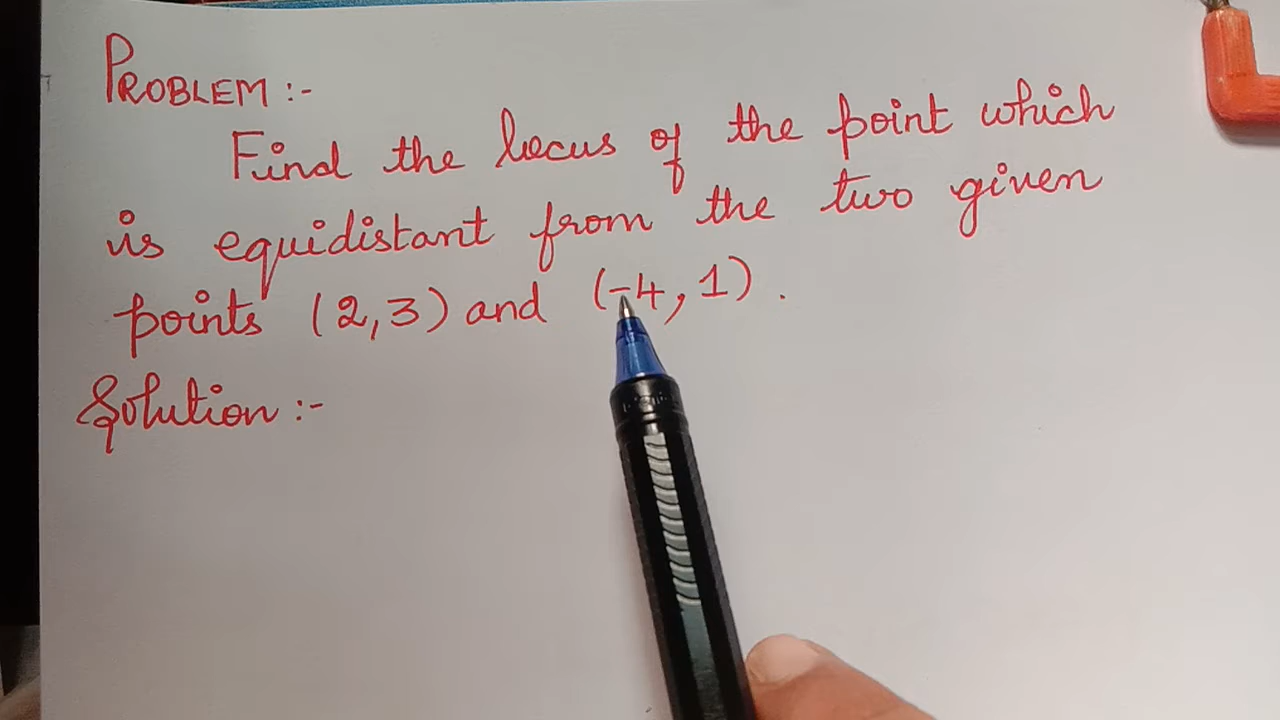 PROBLEM :-
Find the locus of the point which
is equidistant from the two given
points (2,3) and (-4,1).
Solution :-